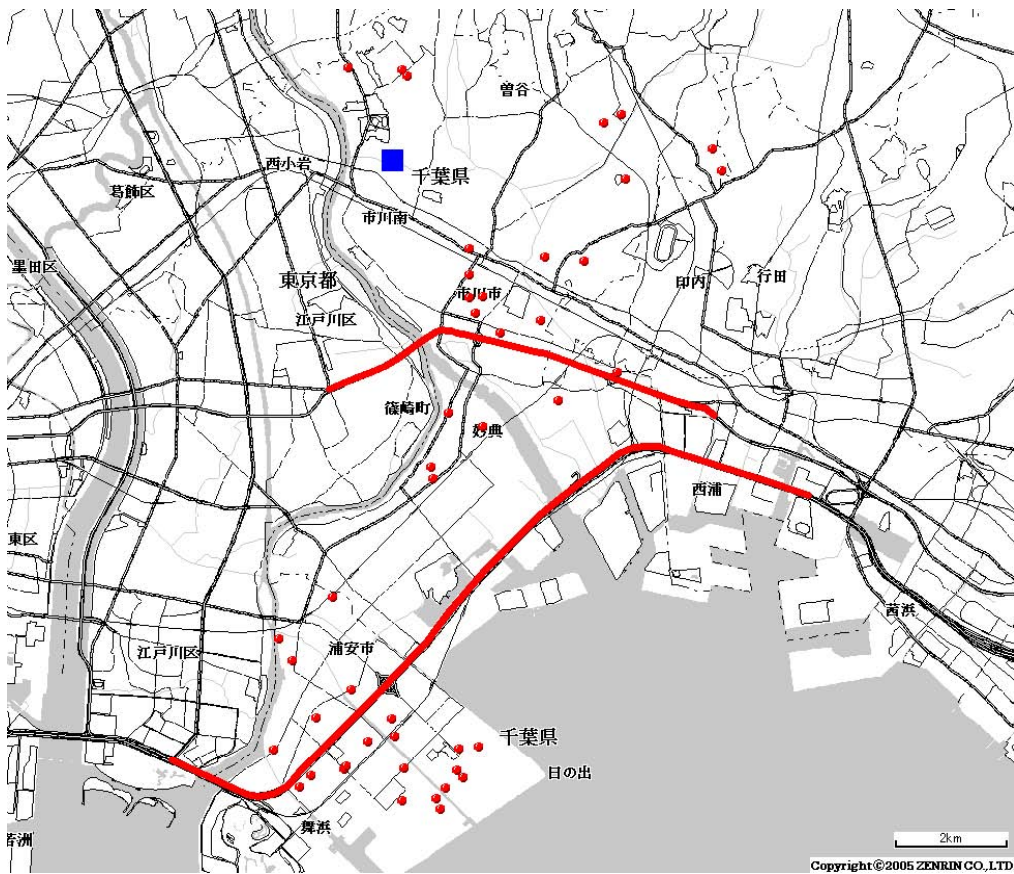 曽谷
西小岩
千葉県
葛飾区
市川南
墨田区
東京都
印内
行田
市川市
江戸川区
篠崎町
妙典
西浦
東区
茜浜
江戸川区
浦安市
千葉県
日の出
舞浜
若洲
2km
Copyright©2005 ZENRIN CO.,LTD